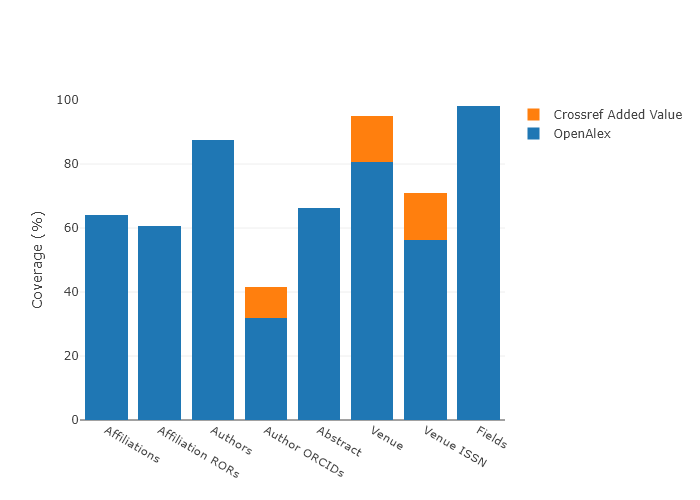 Crossref Added Value
OpenAlex
Coverage (%)
100
80
60
40
20
0
Affiliations
Affiliation RORs
Authors
Author ORCIDs
Abstract
Venue
Venue ISSN
Fields